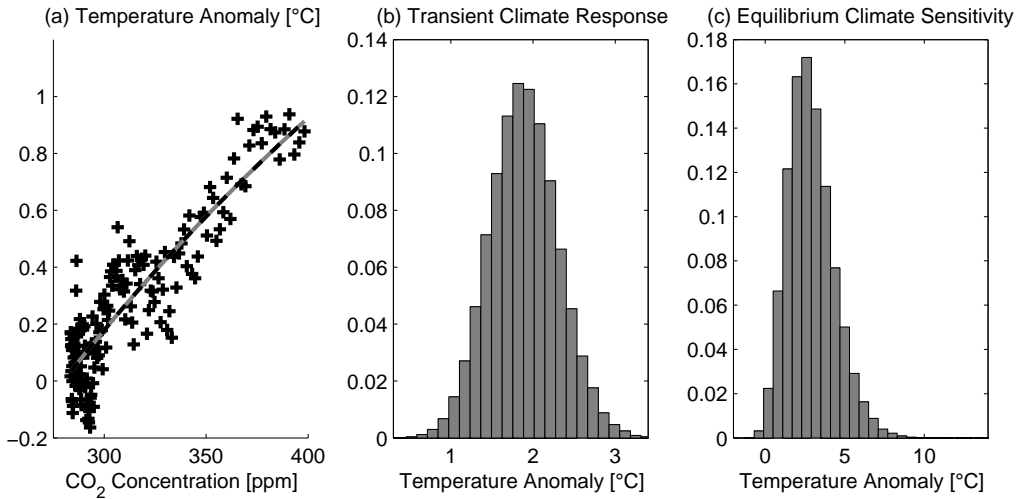 (a) Temperature Anomaly [°C]
1
0.8
0.6
0.4
0.2
0
−0.2
300 350 400
CO2 Concentration [ppm]
(b) Transient Climate Response
0.14
0.12
0.1
0.08
0.06
0.04
0.02
0
1 2 3
Temperature Anomaly [°C]
(c) Equilibrium Climate Sensitivity
0.18
0.16
0.14
0.12
0.1
0.08
0.06
0.04
0.02
0
0 5 10
Temperature Anomaly [°C]